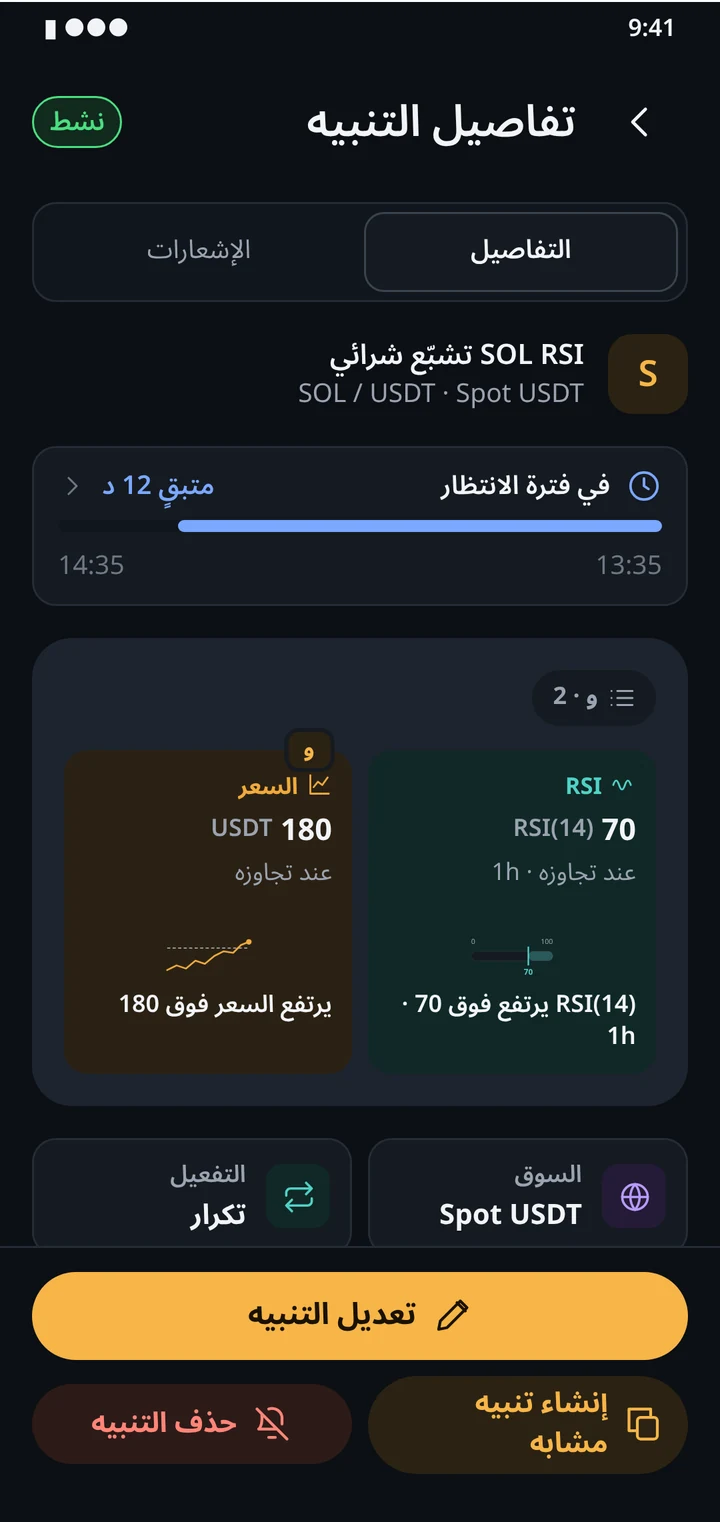 9:41
تفاصيل التنبيه
نشط
التفاصيل
الإشعارات
S
SOL RSI تشبّع شرائي
SOL / USDT · Spot USDT
في فترة الانتظار
متبقٍ 12 د
13:35
14:35
و · 2
RSI
70 RSI(14)
عند تجاوزه · 1h
0
100
70
RSI(14) يرتفع فوق 70 ·
1h
و
السعر
180 USDT
عند تجاوزه
يرتفع السعر فوق 180
السوق
Spot USDT
التفعيل
تكرار
تعديل التنبيه
إنشاء تنبيه
مشابه
حذف التنبيه